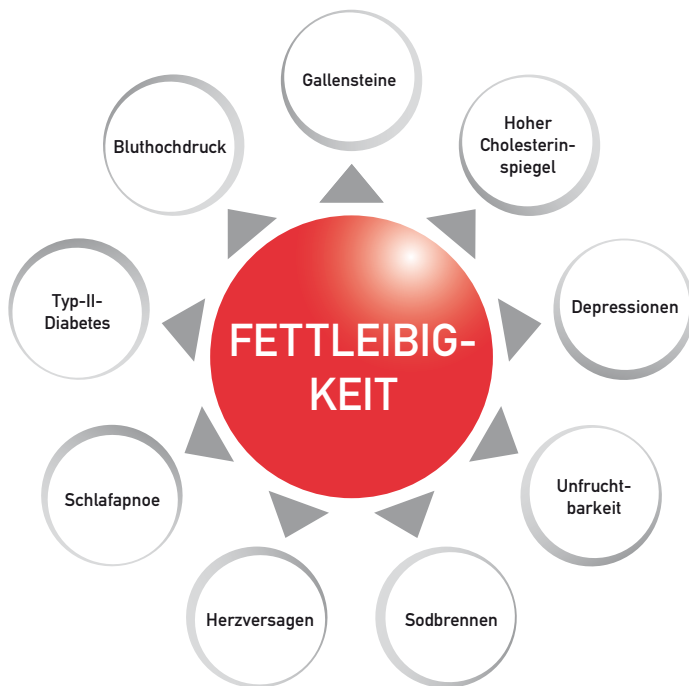 Gallensteine
Hoher
Cholesterin-
spiegel
Bluthochdruck
Typ-II-
Diabetes
Depressionen
FETTLEIBIG-
KEIT
Schlafapnoe
Unfrucht-
barkeit
Herzversagen
Sodbrennen